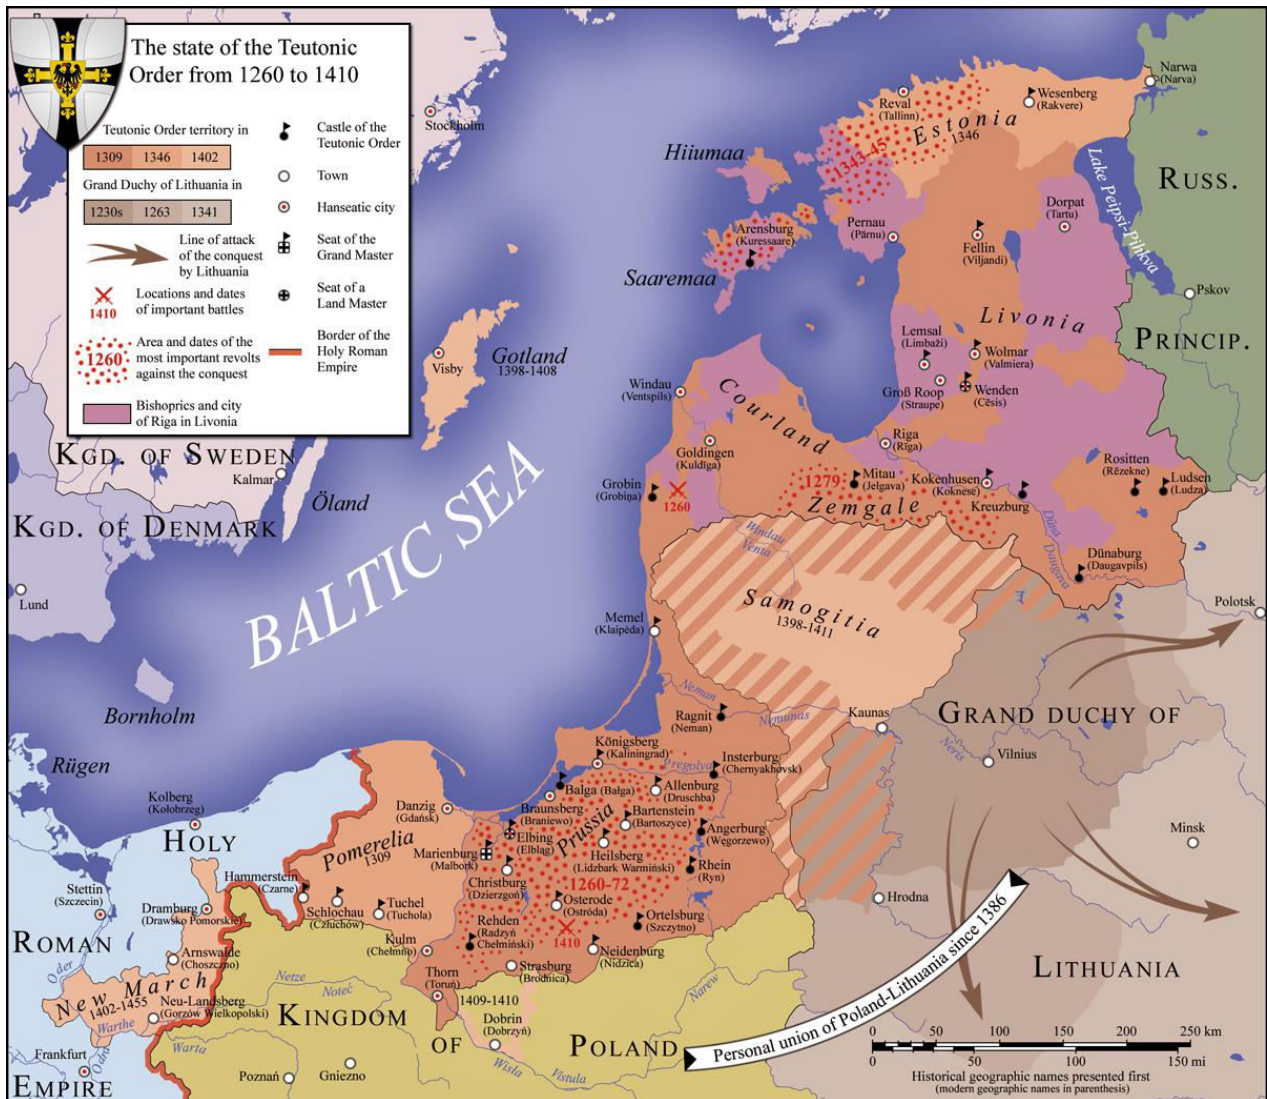 The state of the Teutonic
Order from 1260 to 1410
Teutonic Order territory in
1309 1346 1402
Grand Duchy of Lithuania in
1230s 1263 1341
Line of attack
of the conquest
by Lithuania
1410
Locations and dates
of important battles
1260
Area and dates of the
most important revolts
against the conquest
Bishoprics and city
of Riga in Livonia
Castle of the
Teutonic Order
Town
Hanseatic city
Seat of the
Grand Master
Seat of a
Land Master
Border of the
Holy Roman
Empire
Stockholm
Narwa
(Narva)
Reval
(Tallinn)
Wesenberg
(Rakvere)
Estonia
1346
1343-45
Hiiumaa
Lake Peipsi-Pihkva
RUSS.
Dorpat
(Tartu)
Arensburg
(Kuressaare)
Pernau
(Pärnu)
Fellin
(Viljandi)
Saaremaa
Pskov
Livonia
PRINCIP.
Lemsal
(Limbaži)
Wolmar
(Valmiera)
Groß Roop
(Straupe)
Wenden
(Cēsis)
Visby
Gotland
1398-1408
Windau
(Ventspils)
Courland
Goldingen
(Kuldīga)
Riga
(Rīga)
KGD. OF SWEDEN
Kalmar
Öland
Grobin
(Grobiņa)
1260
1279
Mitau
(Jelgava)
Kokenhusen
(Koknese)
Rositten
(Rēzekne)
Ludsen
(Ludza)
Zemgale
Kreuzburg
KGD. OF DENMARK
BALTIC SEA
Windau
Venta
Düna
Daugava
Dünaburg
(Daugavpils)
Lund
Samogitia
1398-1411
Polotsk
Memel
(Klaipėda)
Bornholm
Neman
Ragnit
(Neman)
Nemunas
Kaunas
GRAND DUCHY OF
Neris
Vilnius
Rügen
Königsberg
(Kaliningrad)
Pregolya
Insterburg
(Chernyakhovsk)
Kolberg
(Kołobrzeg)
HOLY
Danzig
(Gdańsk)
Balga (Bałga)
Allenburg
(Druschba)
Braunsberg
(Braniewo)
Bartenstein
(Bartoszyce)
Minsk
Pomerelia
1309
Elbing
(Elbląg)
Prussia
Angerburg
(Węgorzewo)
Marienburg
(Malbork)
Heilsberg
(Lidzbark Warmiński)
Rhein
(Ryn)
Stettin
(Szczecin)
Hammerstein
(Czarne)
Christburg
(Dzierzgoń)
1260-72
Hrodna
Dramburg
(Drawsko Pomorskie)
Schlochau
(Człuchów)
Tuchel
(Tuchola)
Osterode
(Ostróda)
Rehden
(Radzyń
Chełmiński)
Ortelsburg
(Szczytno)
1410
ROMAN
Kulm
(Chełmno)
Neidenburg
(Nidzica)
Arnswalde
(Choszczno)
Oder
New March
1402-1455
Netze
Noteć
Thorn
(Toruń)
Strasburg
(Brodnica)
1409-1410
Narew
LITHUANIA
Neu-Landsberg
(Gorzów Wielkopolski)
Warthe
KINGDOM
OF
POLAND
Dobrin
(Dobrzyń)
Personal union of Poland-Lithuania since 1386
Warta
Frankfurt
Odra
EMPIRE
Poznań
Gniezno
Wisła
Vistula
0 50 100 150 200 250 km
0 50 100 150 mi
Historical geographic names presented first
(modern geographic names in parenthesis)